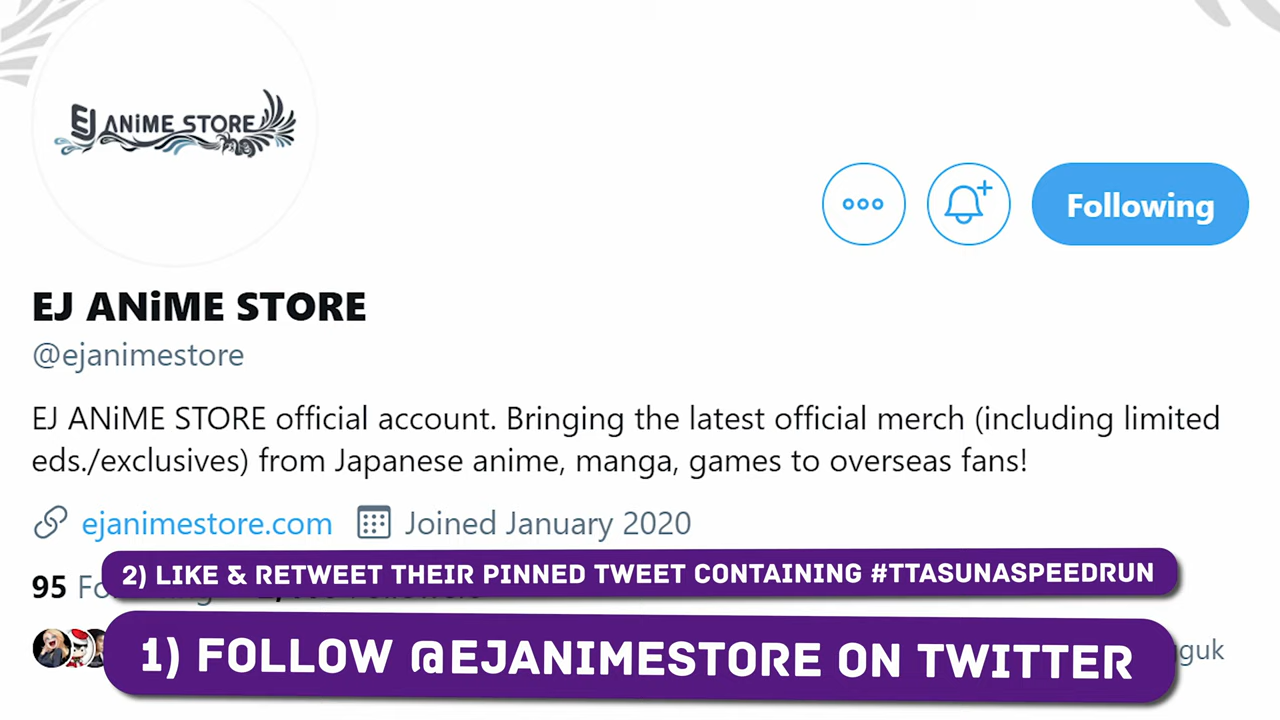 EJ ANiME STORE
Following
EJ ANiME STORE
@ejanimestore
EJ ANiME STORE official account. Bringing the latest official merch (including limited
eds./exclusives) from Japanese anime, manga, games to overseas fans!
ejanimestore.com Joined January 2020
2) LIKE & RETWEET THEIR PINNED TWEET CONTAINING #TTASUNASPEEDRUN
95
1) FOLLOW @EJANIMESTORE ON TWITTER